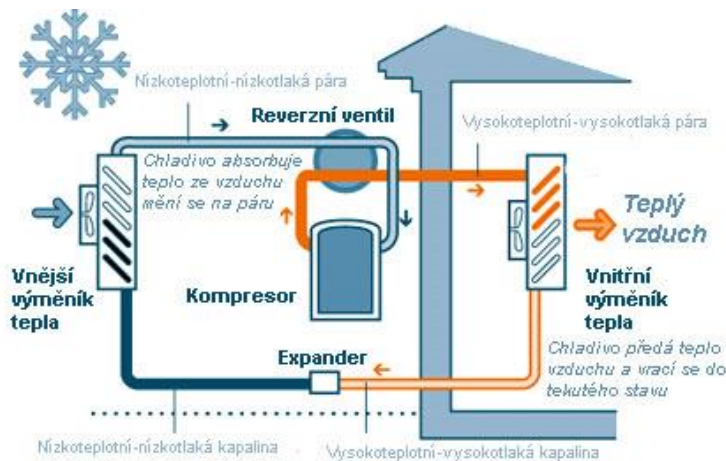 Nízkoteplotní-nízkotlaká pára
Reverzní ventil
Vysokoteplotní-vysokotlaká pára
Chladivo absorbuje
teplo ze vzduchu
mění se na páru
Teplý
vzduch
Vnější
výměník
tepla
Kompresor
Vnitřní
výměník
tepla
Expander
Chladivo předá teplo
vzduchu a vrací se do
tekutého stavu
Nízkoteplotní-nízkotlaká kapalina
Vysokoteplotní-vysokotlaká kapalina